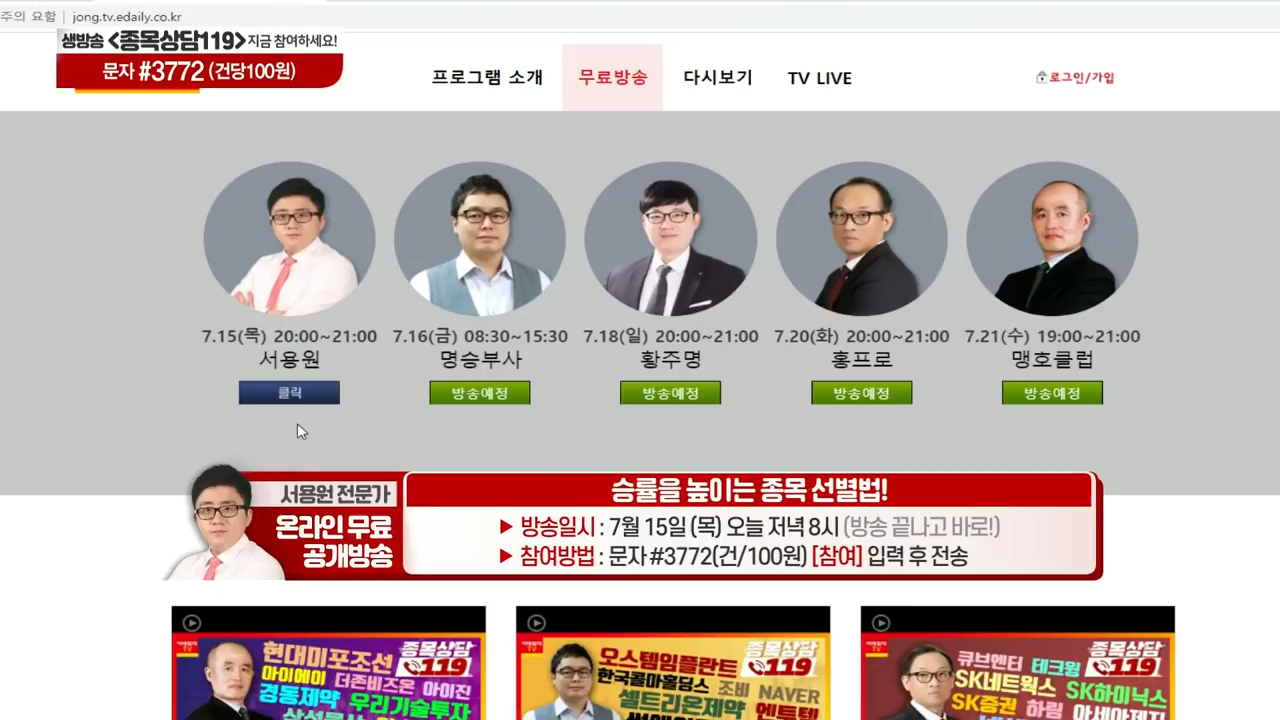 주의 요함 | jong.tv.edaily.co.kr
생방송 <종목상담119> 지금 참여하세요!
문자 #3772 (건당100원)
프로그램 소개 무료방송 다시보기 TV LIVE 로그인/가입
7.15(목) 20:00~21:00 7.16(금) 08:30~15:30 7.18(일) 20:00~21:00 7.20(화) 20:00~21:00 7.21(수) 19:00~21:00
서용원 명승부사 황주명 홍프로 맹호클럽
클릭 방송예정 방송예정 방송예정 방송예정
서용원 전문가
온라인 무료
공개방송
승률을 높이는 종목 선별법!
▶ 방송일시 : 7월 15일 (목) 오늘 저녁 8시 (방송 끝나고 바로!)
▶ 참여방법 : 문자 #3772(건/100원) [참여] 입력 후 전송
현대미포조선 종목상담
119
아이에이 더존비즈온 아이진
경동제약 우리기술투자
오스템임플란트 종목상담
119
한국콜마홀딩스 조비 NAVER
셀트리온제약 엔투텍
큐브엔터 테크윙 종목상담
119
SK네트웍스 SK하이닉스
SK증권 하림 아세아제지